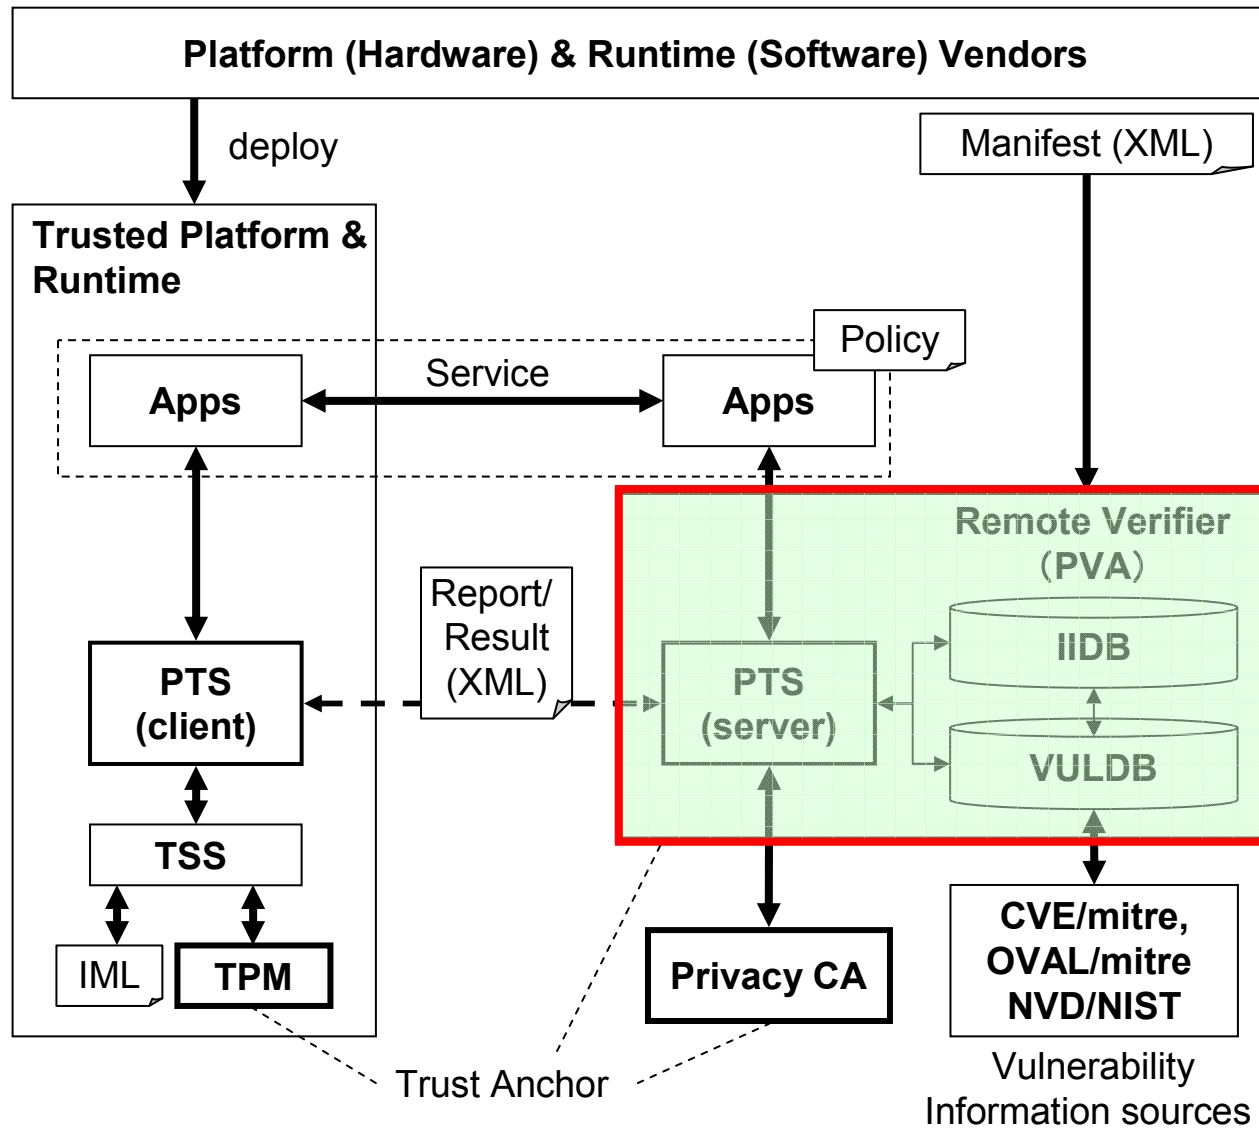 Platform (Hardware) & Runtime (Software) Vendors
deploy
Manifest (XML)
Trusted Platform &
Runtime
Policy
Apps
Service
Apps
Remote Verifier
（PVA）
Report/
Result
(XML)
IIDB
PTS
(client)
PTS
(server)
VULDB
TSS
IML
TPM
Privacy CA
CVE/mitre,
OVAL/mitre
NVD/NIST
Trust Anchor
Vulnerability
Information sources